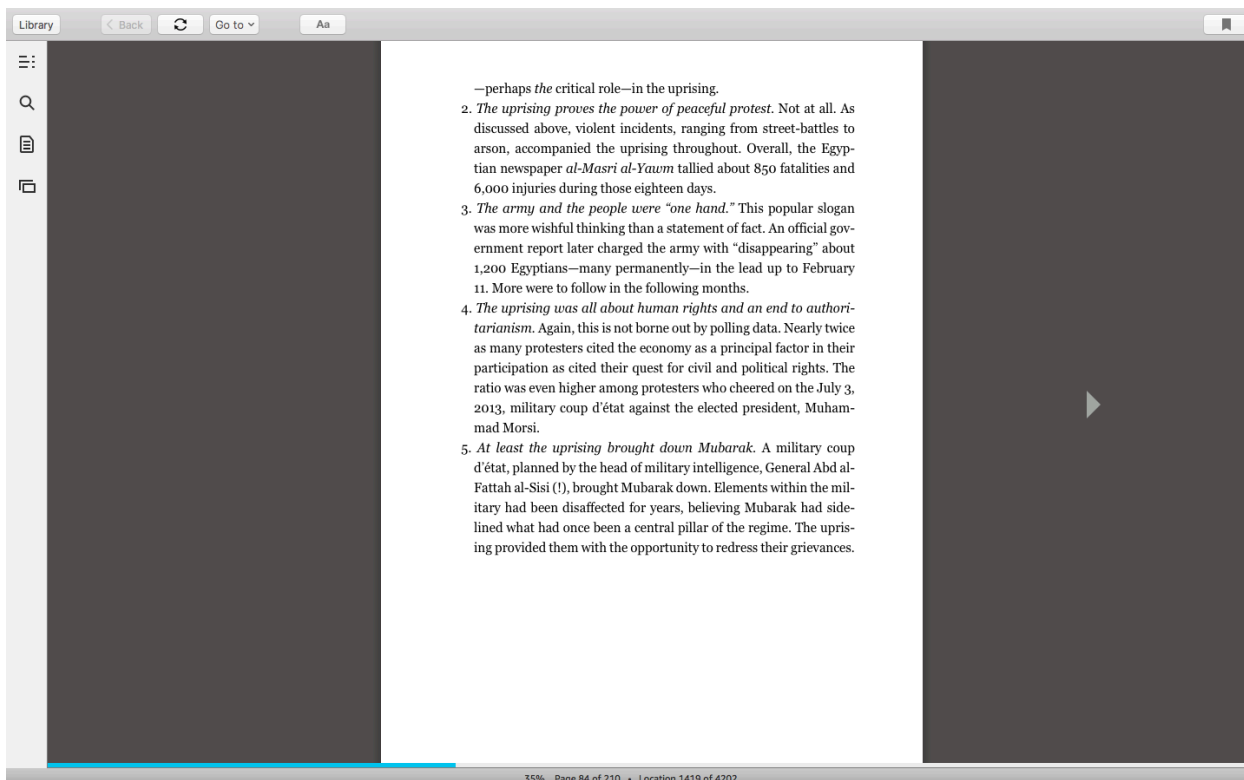 Library
Back
Go to
Aa
—perhaps the critical role—in the uprising.
2. The uprising proves the power of peaceful protest. Not at all. As
discussed above, violent incidents, ranging from street-battles to
arson, accompanied the uprising throughout. Overall, the Egyp-
tian newspaper al-Masri al-Yawm tallied about 850 fatalities and
6,000 injuries during those eighteen days.
3. The army and the people were “one hand.” This popular slogan
was more wishful thinking than a statement of fact. An official gov-
ernment report later charged the army with “disappearing” about
1,200 Egyptians—many permanently—in the lead up to February
11. More were to follow in the following months.
4. The uprising was all about human rights and an end to authori-
tarianism. Again, this is not borne out by polling data. Nearly twice
as many protesters cited the economy as a principal factor in their
participation as cited their quest for civil and political rights. The
ratio was even higher among protesters who cheered on the July 3,
2013, military coup d’état against the elected president, Muham-
mad Morsi.
5. At least the uprising brought down Mubarak. A military coup
d’état, planned by the head of military intelligence, General Abd al-
Fattah al-Sisi (!), brought Mubarak down. Elements within the mil-
itary had been disaffected for years, believing Mubarak had side-
lined what had once been a central pillar of the regime. The upris-
ing provided them with the opportunity to redress their grievances.
35% Page 84 of 210 • Location 1419 of 4202